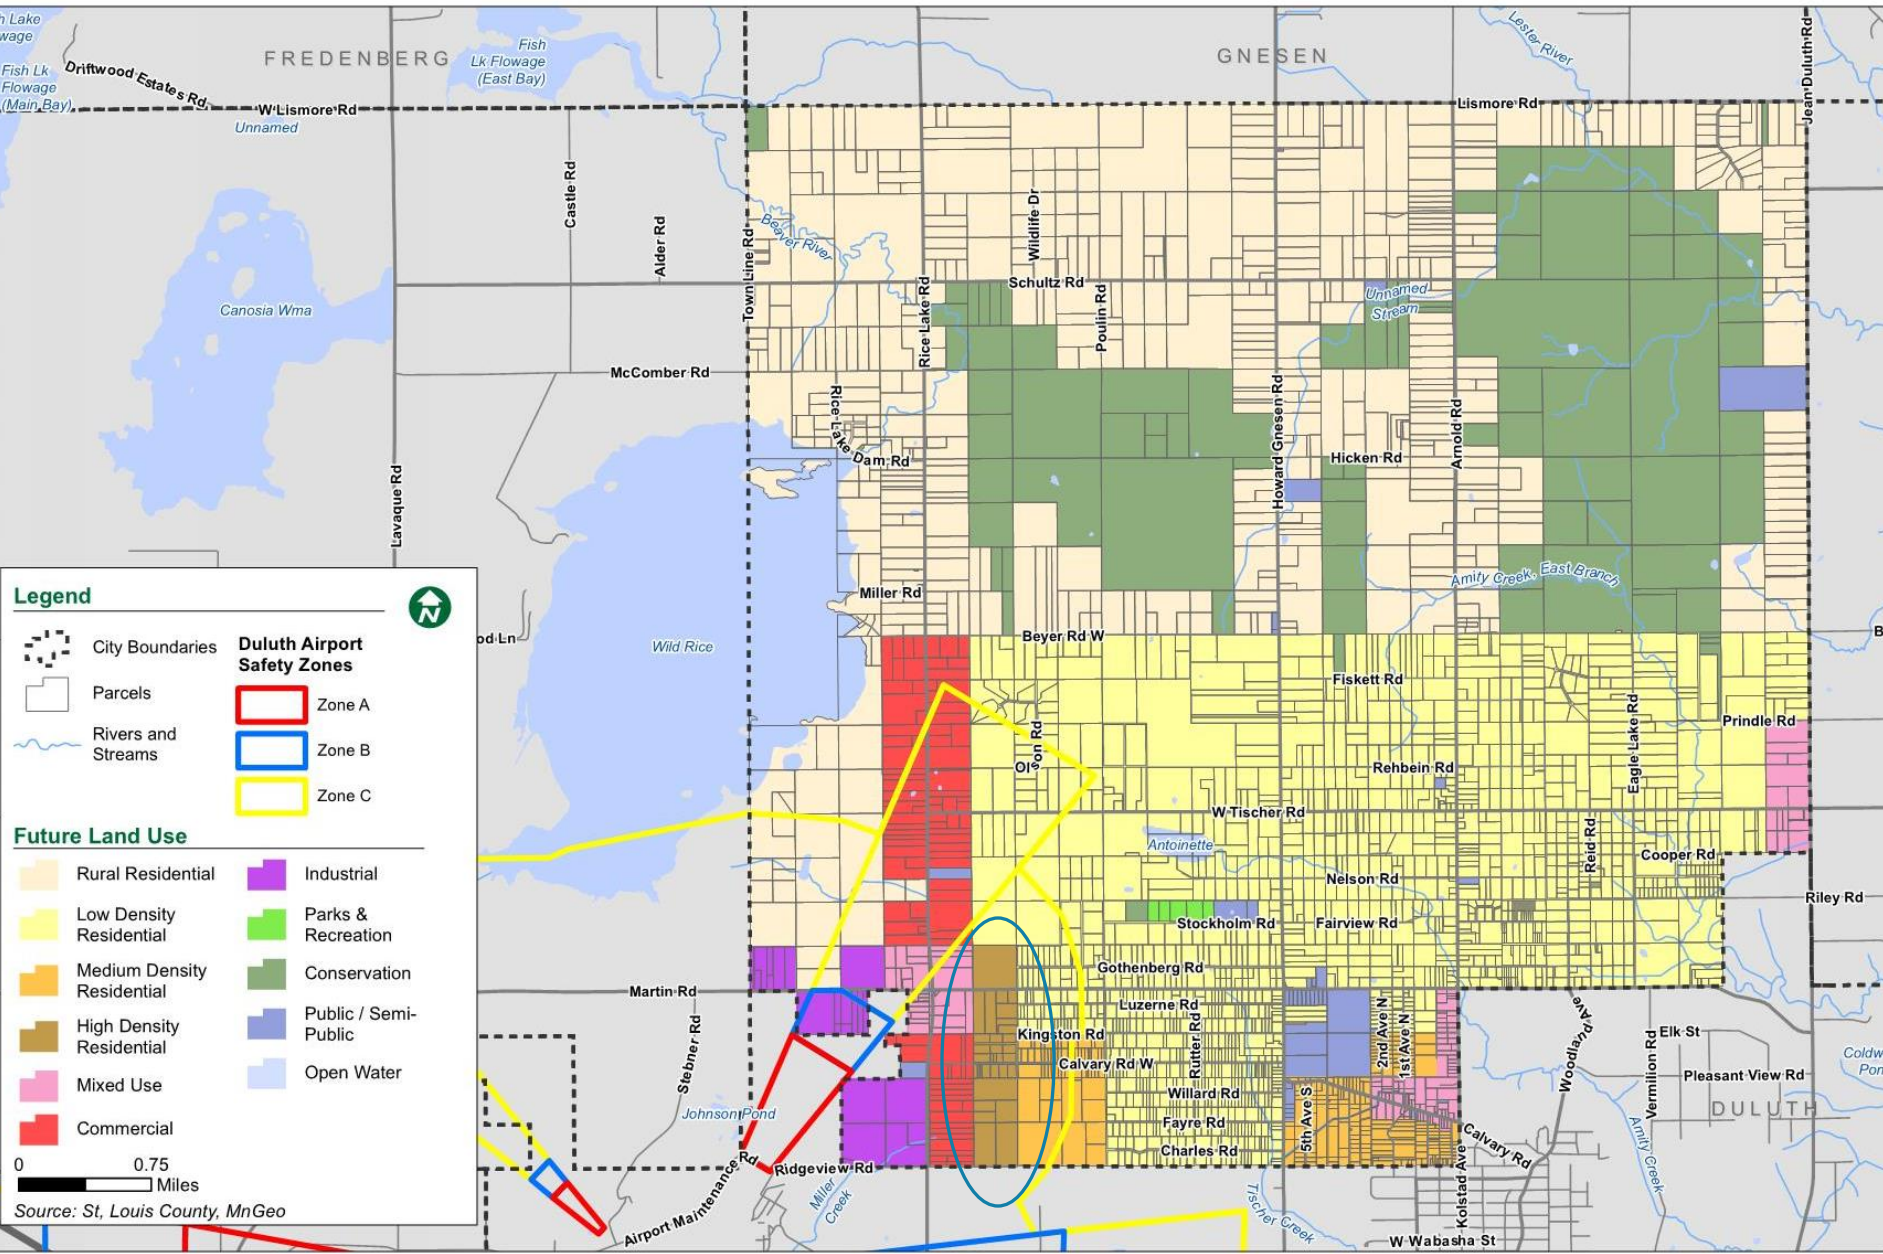 h Lake
wage
Fish Lk
Flowage
(Main Bay)
Driftwood Estates Rd
FREDENBERG
Fish
Lk Flowage
(East Bay)
GNESEN
Lester River
Jean Duluth Rd
W Lismore Rd
Unnamed
Lismore Rd
Castle Rd
Alder Rd
Town Line Rd
Beaver River
Wildlife Dr
Canosia Wma
Schultz Rd
Rice Lake Rd
Poulin Rd
Unnamed
Stream
McComber Rd
Rice Lake Dam Rd
Howard Gnesen Rd
Arnold Rd
Hicken Rd
Lavaque Rd
Miller Rd
Amity Creek, East Branch
od Ln
Wild Rice
Beyer Rd W
B
Fiskett Rd
Olson Rd
Eagle Lake Rd
Prindle Rd
Rehbein Rd
W Tischer Rd
Antoinette
Reid Rd
Cooper Rd
Nelson Rd
Riley Rd
Stockholm Rd
Fairview Rd
Gothenberg Rd
Martin Rd
Luzerne Rd
Stebner Rd
Kingston Rd
Rutter Rd
2nd Ave N
1st Ave N
Woodland Ave
Vermilion Rd
Elk St
Calvary Rd W
Coldw
Pon
Pleasant View Rd
Willard Rd
Johnson Pond
DULUTH
Fayre Rd
5th Ave S
Charles Rd
Calvary Rd
Amity Creek
Ridgeview Rd
Airport Maintenance Rd
Miller
Creek
Tischer Creek
Kolstad Ave
W Wabasha St
Legend
N
City Boundaries
Parcels
Rivers and
Streams
Duluth Airport
Safety Zones
Zone A
Zone B
Zone C
Future Land Use
Rural Residential
Low Density
Residential
Medium Density
Residential
High Density
Residential
Mixed Use
Commercial
Industrial
Parks &
Recreation
Conservation
Public / Semi-
Public
Open Water
0 0.75
Miles
Source: St, Louis County, MnGeo